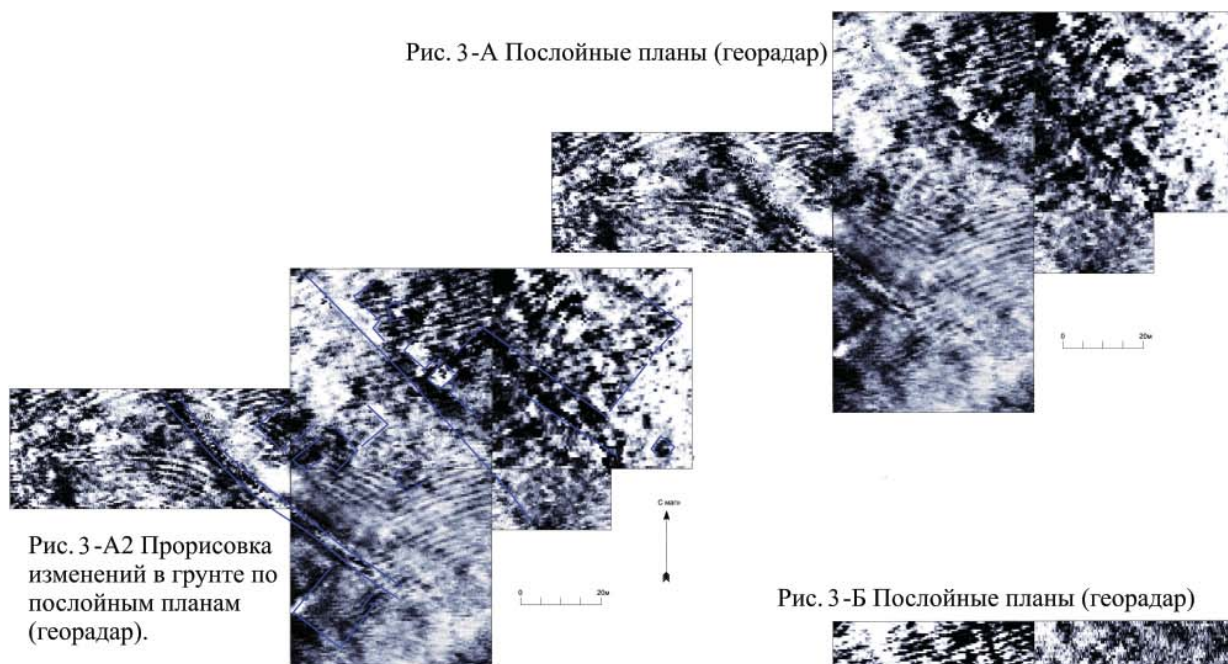 Рис. 3-А Послойные планы (георадар)
0 20м
С магн
Рис. 3-А2 Прорисовка
изменений в грунте по
послойным планам
(георадар).
0 20м
Рис. 3-Б Послойные планы (георадар)